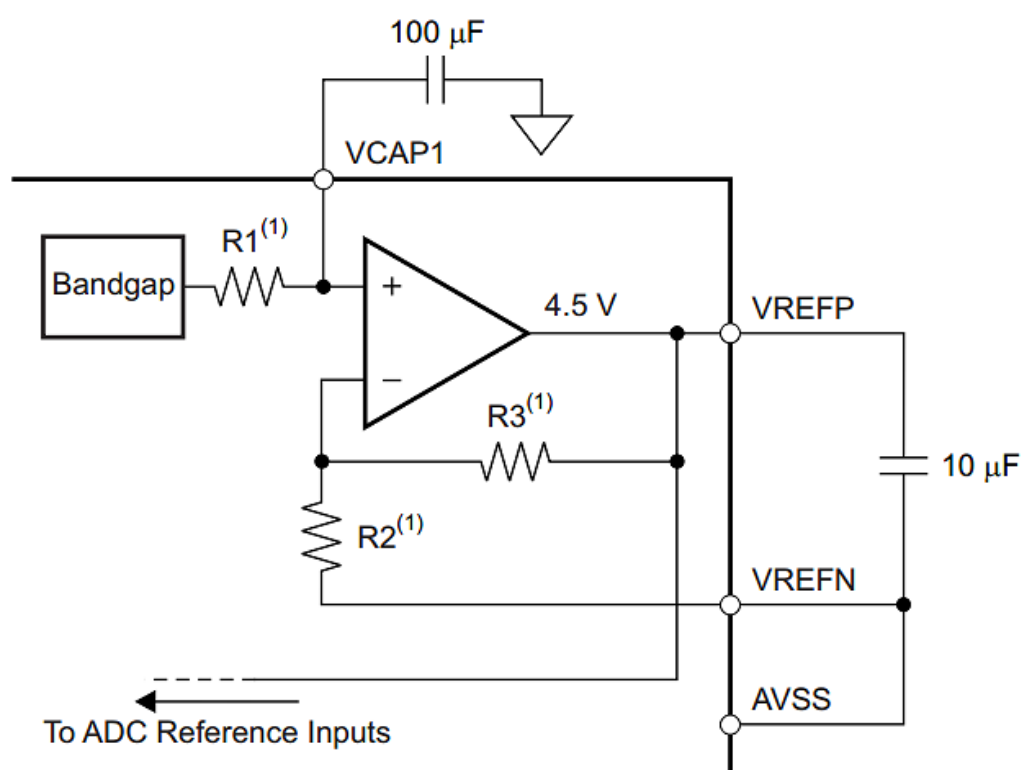 100 μF
VCAP1
R1(1)
Bandgap
+
4.5 V
VREFP
−
R3(1)
10 μF
R2(1)
VREFN
AVSS
To ADC Reference Inputs